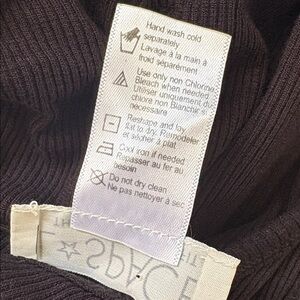 Hand wash cold
separately
Lavage à la main à
froid séparément
Use only non Chlorine
Bleach when needed
Utiliser uniquement du
chlore non Blanchir si
Reshape and lay
flat to dry. Remodeler
et sécher à plat
Cool iron if needed
Repasser au fer au
besoin
Do not dry clean
Ne pas nettoyer à sec
SPACE